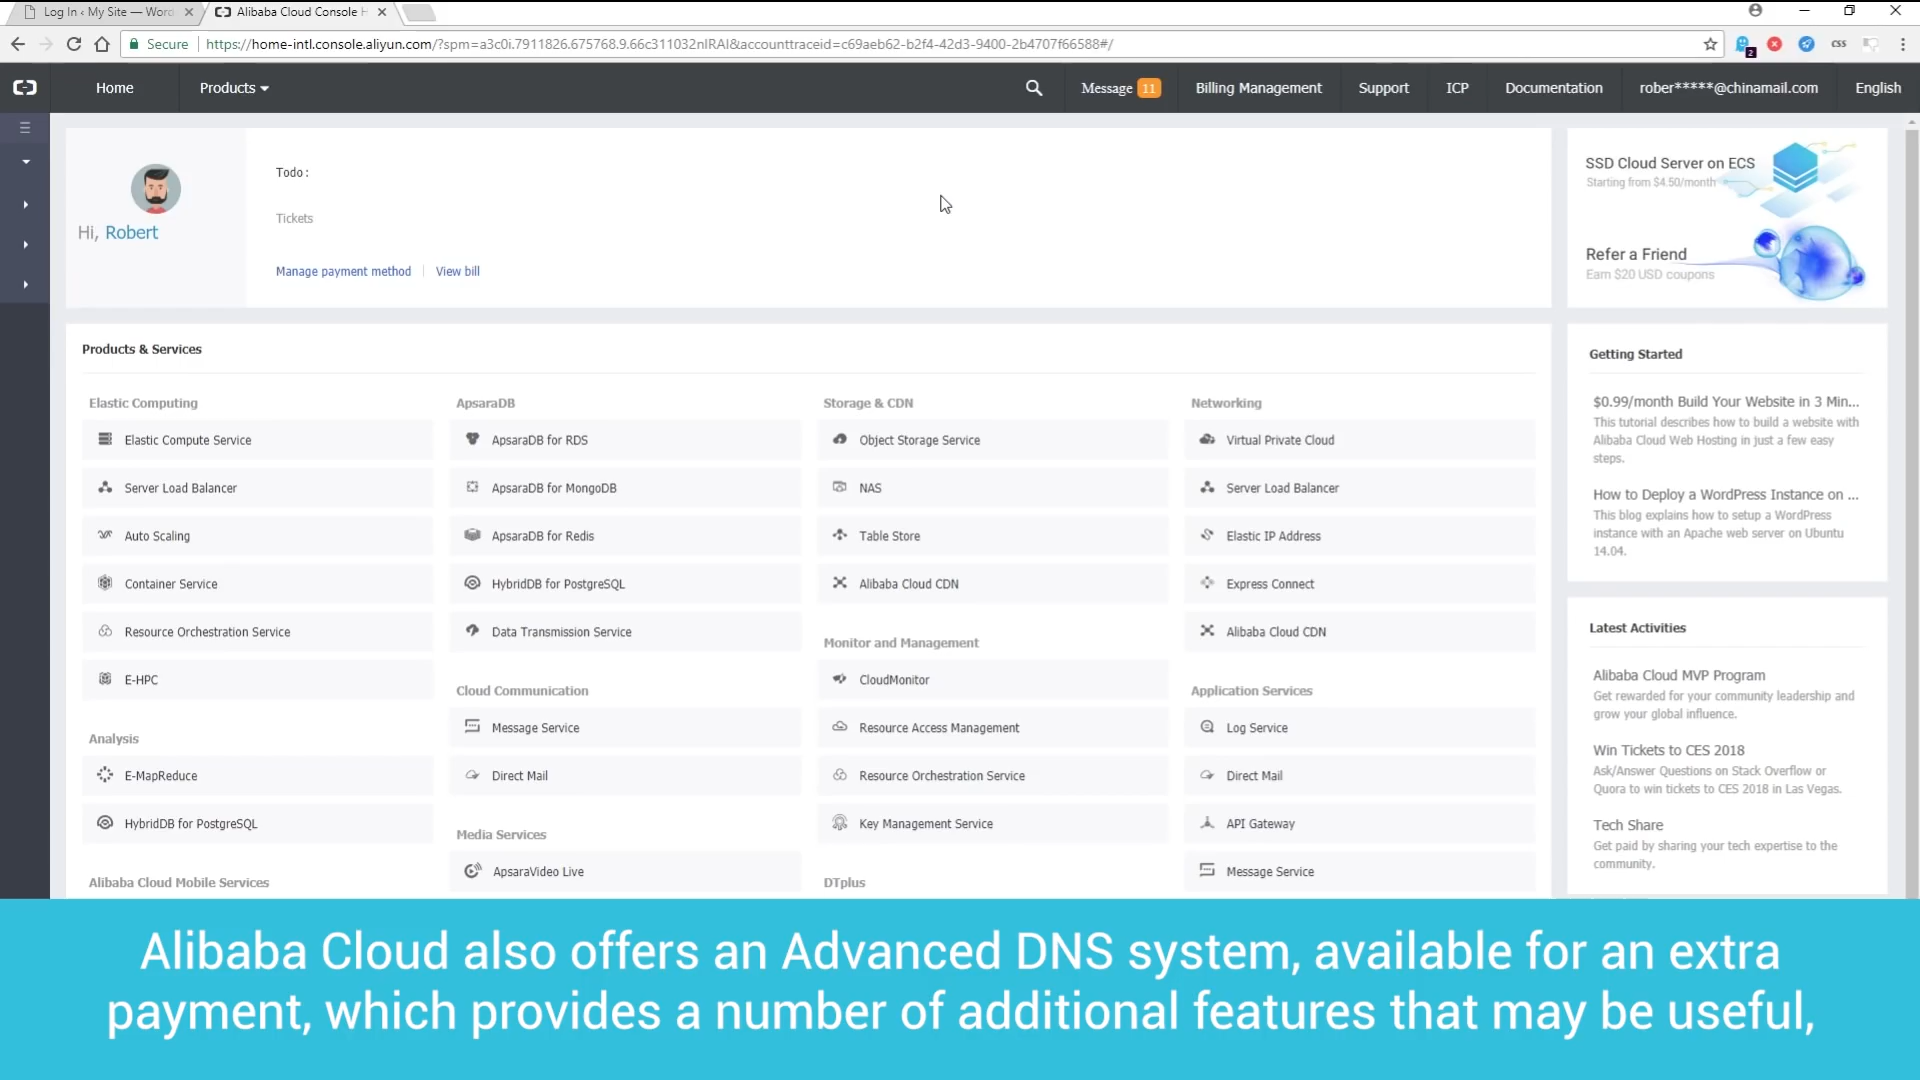 Log In ‹ My Site — Word
Alibaba Cloud Console H
Secure
https://home-intl.console.aliyun.com/?spm=a3c0i.7911826.675768.9.66c311032nlRAI&accounttraceid=c69aeb62-b2f4-42d3-9400-2b4707f66588#/
2
CSS
Home
Products
Message 11
Billing Management
Support
ICP
Documentation
rober*****@chinamail.com
English
Hi, Robert
Todo :
Tickets
Manage payment method
View bill
SSD Cloud Server on ECS
Starting from $4.50/month
Refer a Friend
Earn $20 USD coupons
Products & Services
Elastic Computing
Elastic Compute Service
Server Load Balancer
Auto Scaling
Container Service
Resource Orchestration Service
E-HPC
Analysis
E-MapReduce
HybridDB for PostgreSQL
Alibaba Cloud Mobile Services
ApsaraDB
ApsaraDB for RDS
ApsaraDB for MongoDB
ApsaraDB for Redis
HybridDB for PostgreSQL
Data Transmission Service
Cloud Communication
Message Service
Direct Mail
Media Services
ApsaraVideo Live
Storage & CDN
Object Storage Service
NAS
Table Store
Alibaba Cloud CDN
Monitor and Management
CloudMonitor
Resource Access Management
Resource Orchestration Service
Key Management Service
DTplus
Networking
Virtual Private Cloud
Server Load Balancer
Elastic IP Address
Express Connect
Alibaba Cloud CDN
Application Services
Log Service
Direct Mail
API Gateway
Message Service
Getting Started
$0.99/month Build Your Website in 3 Min...
This tutorial describes how to build a website with
Alibaba Cloud Web Hosting in just a few easy
steps.
How to Deploy a WordPress Instance on ...
This blog explains how to setup a WordPress
instance with an Apache web server on Ubuntu
14.04.
Latest Activities
Alibaba Cloud MVP Program
Get rewarded for your community leadership and
grow your global influence.
Win Tickets to CES 2018
Ask/Answer Questions on Stack Overflow or
Quora to win tickets to CES 2018 in Las Vegas.
Tech Share
Get paid by sharing your tech expertise to the
community.
Alibaba Cloud also offers an Advanced DNS system, available for an extra
payment, which provides a number of additional features that may be useful,